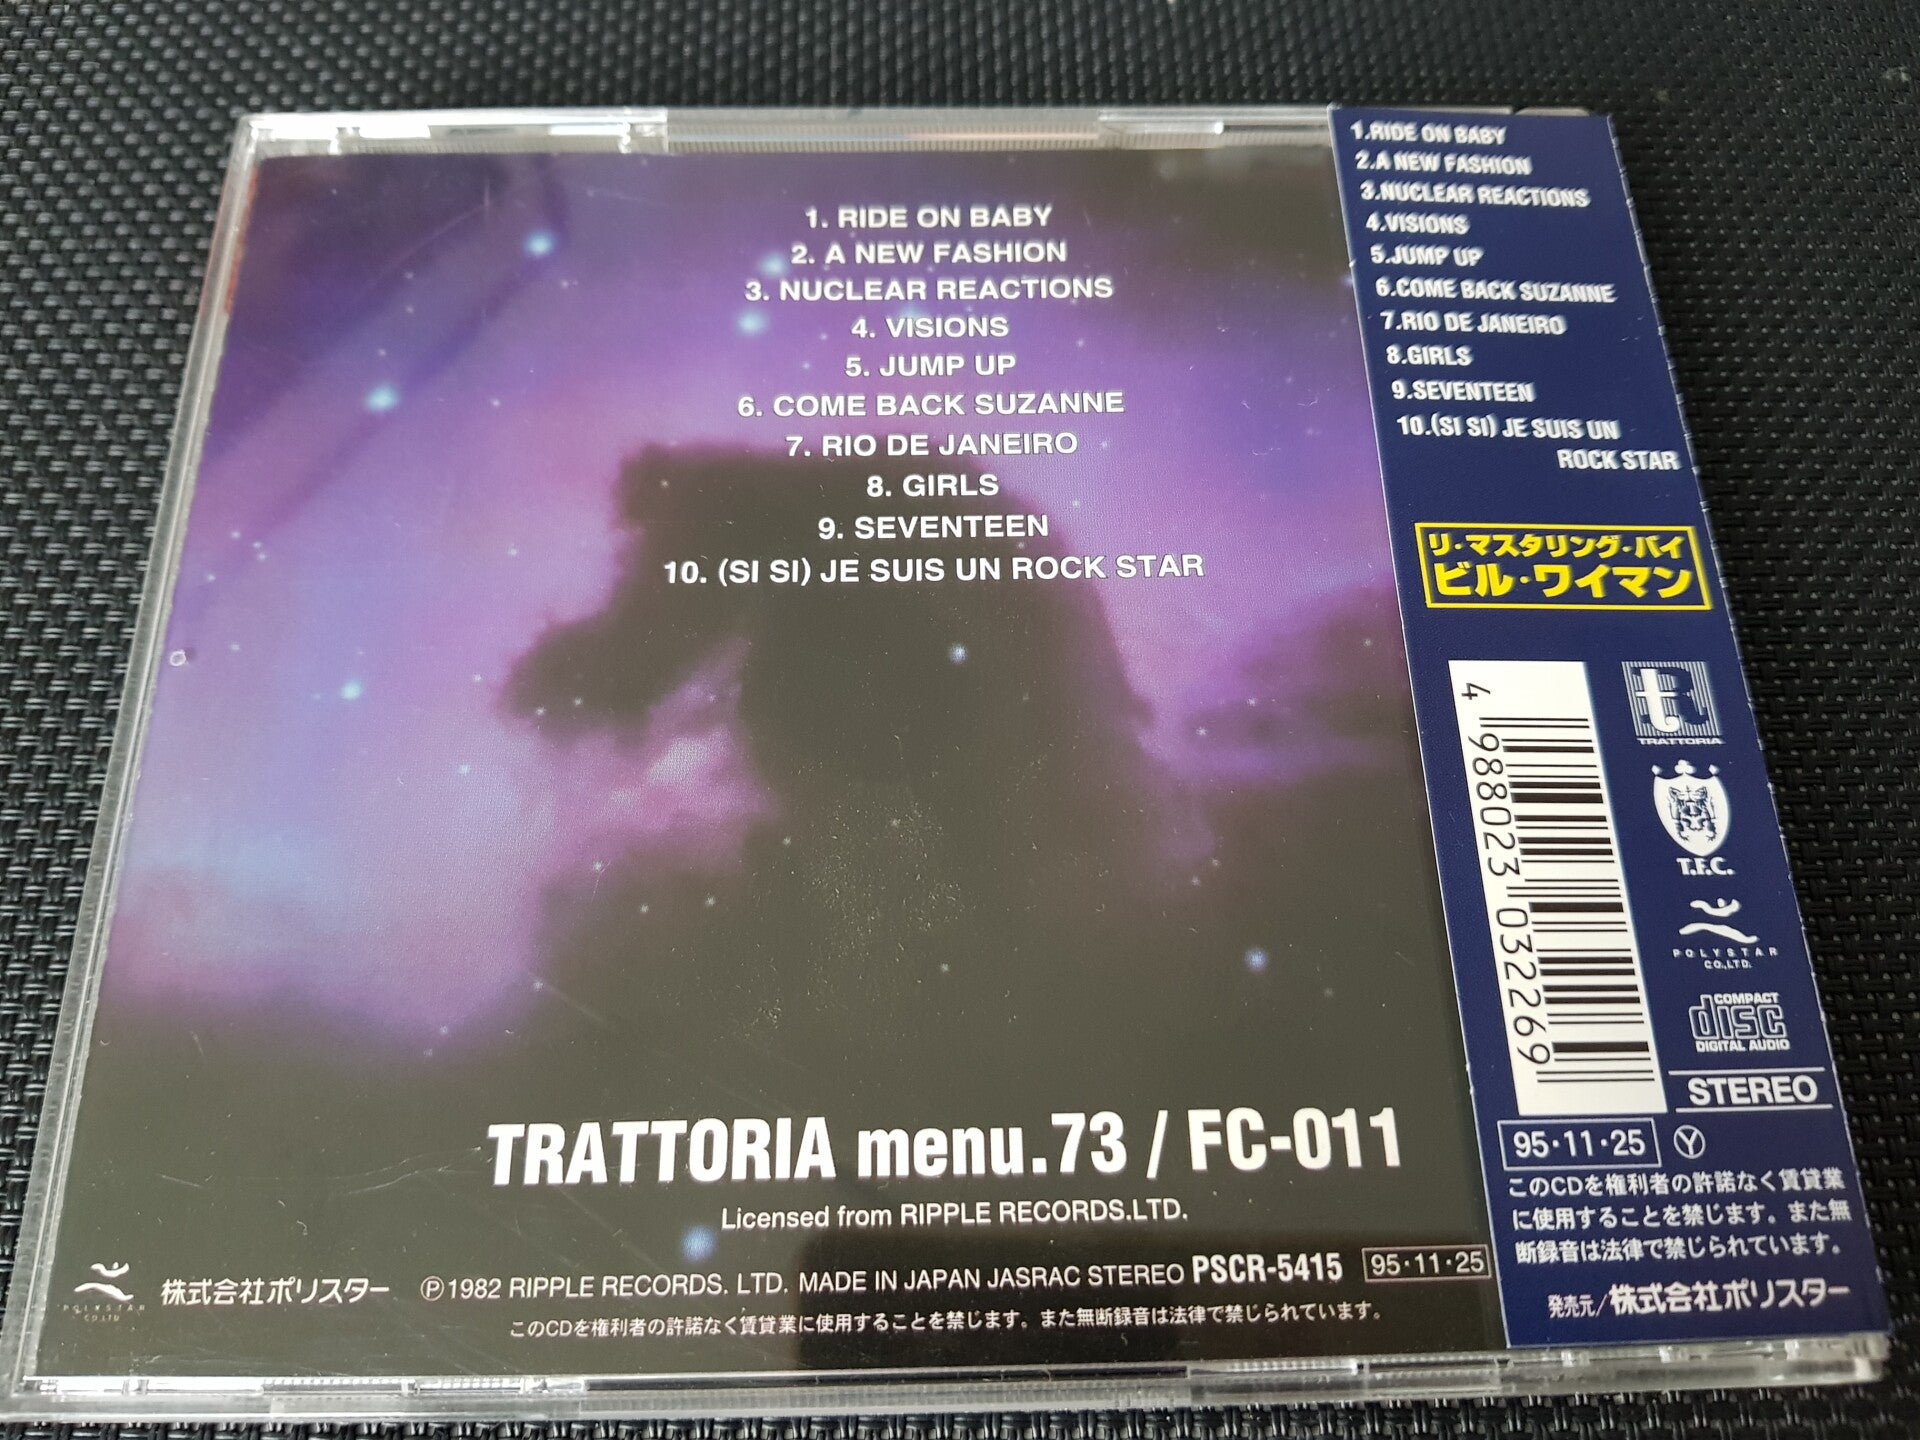 1. RIDE ON BABY
2. A NEW FASHION
3. NUCLEAR REACTIONS
4. VISIONS
5. JUMP UP
6. COME BACK SUZANNE
7. RIO DE JANEIRO
8. GIRLS
9. SEVENTEEN
10. (SI SI) JE SUIS UN ROCK STAR
TRATTORIA menu.73 / FC-011
Licensed from RIPPLE RECORDS.LTD.
POLYSTAR
CO.,LTD.
株式会社ポリスター
Ⓟ1982 RIPPLE RECORDS. LTD. MADE IN JAPAN JASRAC STEREO PSCR-5415 95・11・25
このCDを権利者の許諾なく賃貸業に使用することを禁じます。また無断録音は法律で禁じられています。
1.RIDE ON BABY
2.A NEW FASHION
3.NUCLEAR REACTIONS
4.VISIONS
5.JUMP UP
6.COME BACK SUZANNE
7.RIO DE JANEIRO
8.GIRLS
9.SEVENTEEN
10.(SI SI) JE SUIS UN
ROCK STAR
リ・マスタリング・バイ
ビル・ワイマン
4 988023 032269
t
TRATTORIA
T.F.C.
POLYSTAR
CO.,LTD.
COMPACT
disc
DIGITAL AUDIO
STEREO
95・11・25 Ⓨ
このCDを権利者の許諾なく賃貸業
に使用することを禁じます。また無
断録音は法律で禁じられています。
発売元/株式会社ポリスター